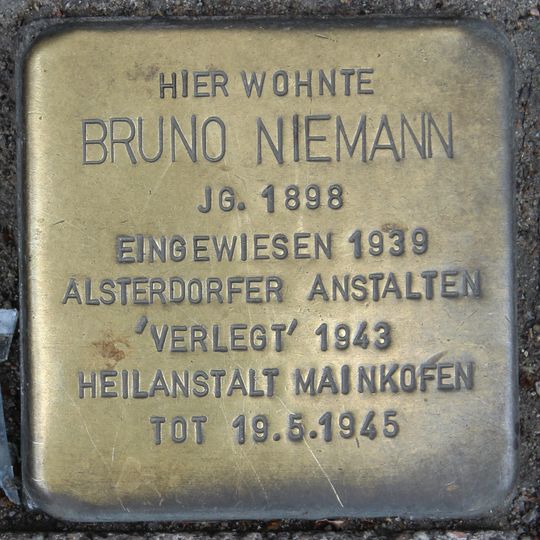 HIER WOHNTE
BRUNO NIEMANN
JG. 1898
EINGEWIESEN 1939
ALSTERDORFER ANSTALTEN
'VERLEGT' 1943
HEILANSTALT MAINKOFEN
TOT 19.5.1945